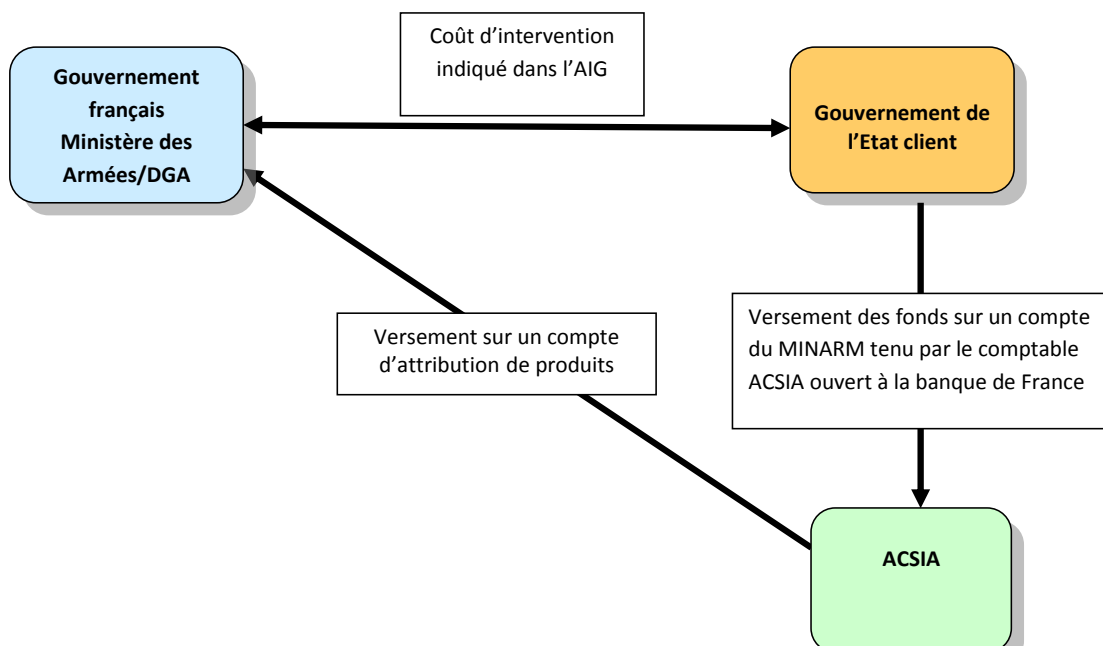 Coût d'intervention
indiqué dans l'AIG
Gouvernement
français
Ministère des
Armées/DGA
Gouvernement de
l'Etat client
Versement sur un compte
d'attribution de produits
Versement des fonds sur un compte
du MINARM tenu par le comptable
ACSIA ouvert à la banque de France
ACSIA